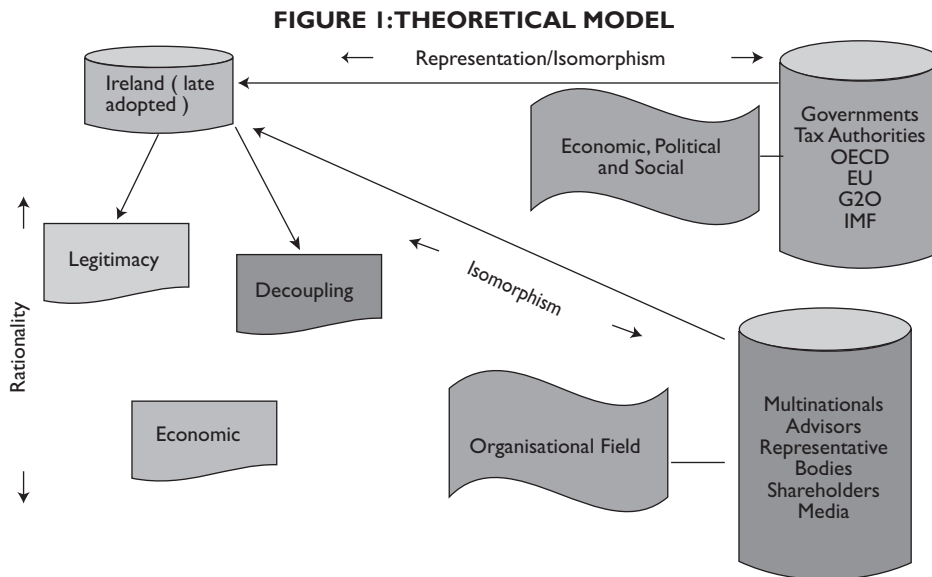 FIGURE 1: THEORETICAL MODEL
Representation/Isomorphism
Ireland ( late
adopted )
Governments
Tax Authorities
OECD
EU
G2O
IMF
Economic, Political
and Social
Legitimacy
Decoupling
Isomorphism
Rationality
Economic
Organisational Field
Multinationals
Advisors
Representative
Bodies
Shareholders
Media